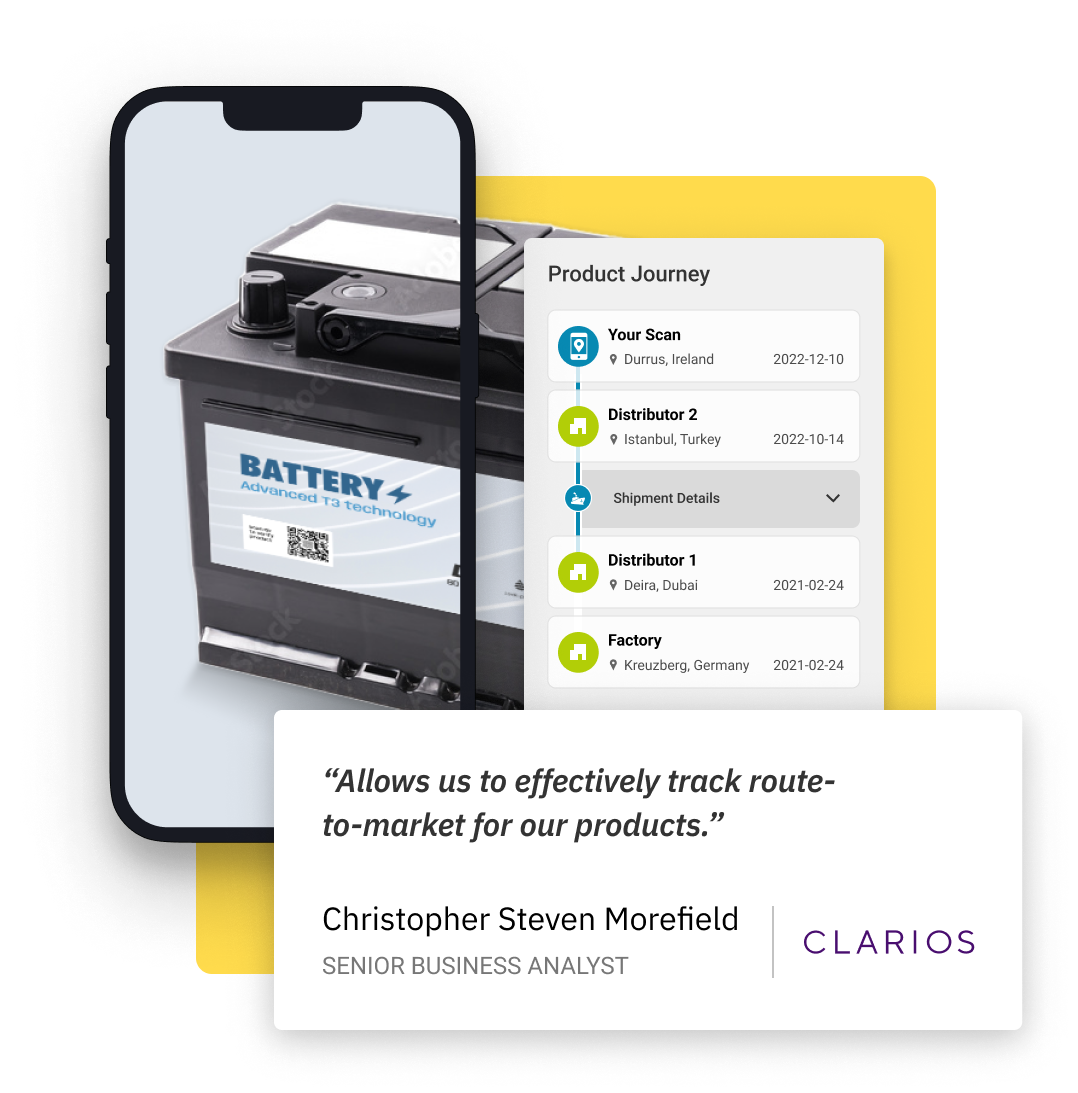 BATTERY
Advanced T3 technology
Product Journey
Your Scan
Durrus, Ireland 2022-12-10
Distributor 2
Istanbul, Turkey 2022-10-14
Shipment Details
Distributor 1
Deira, Dubai 2021-02-24
Factory
Kreuzberg, Germany 2021-02-24
“Allows us to effectively track route-
to-market for our products.”
Christopher Steven Morefield
SENIOR BUSINESS ANALYST
CLARIOS